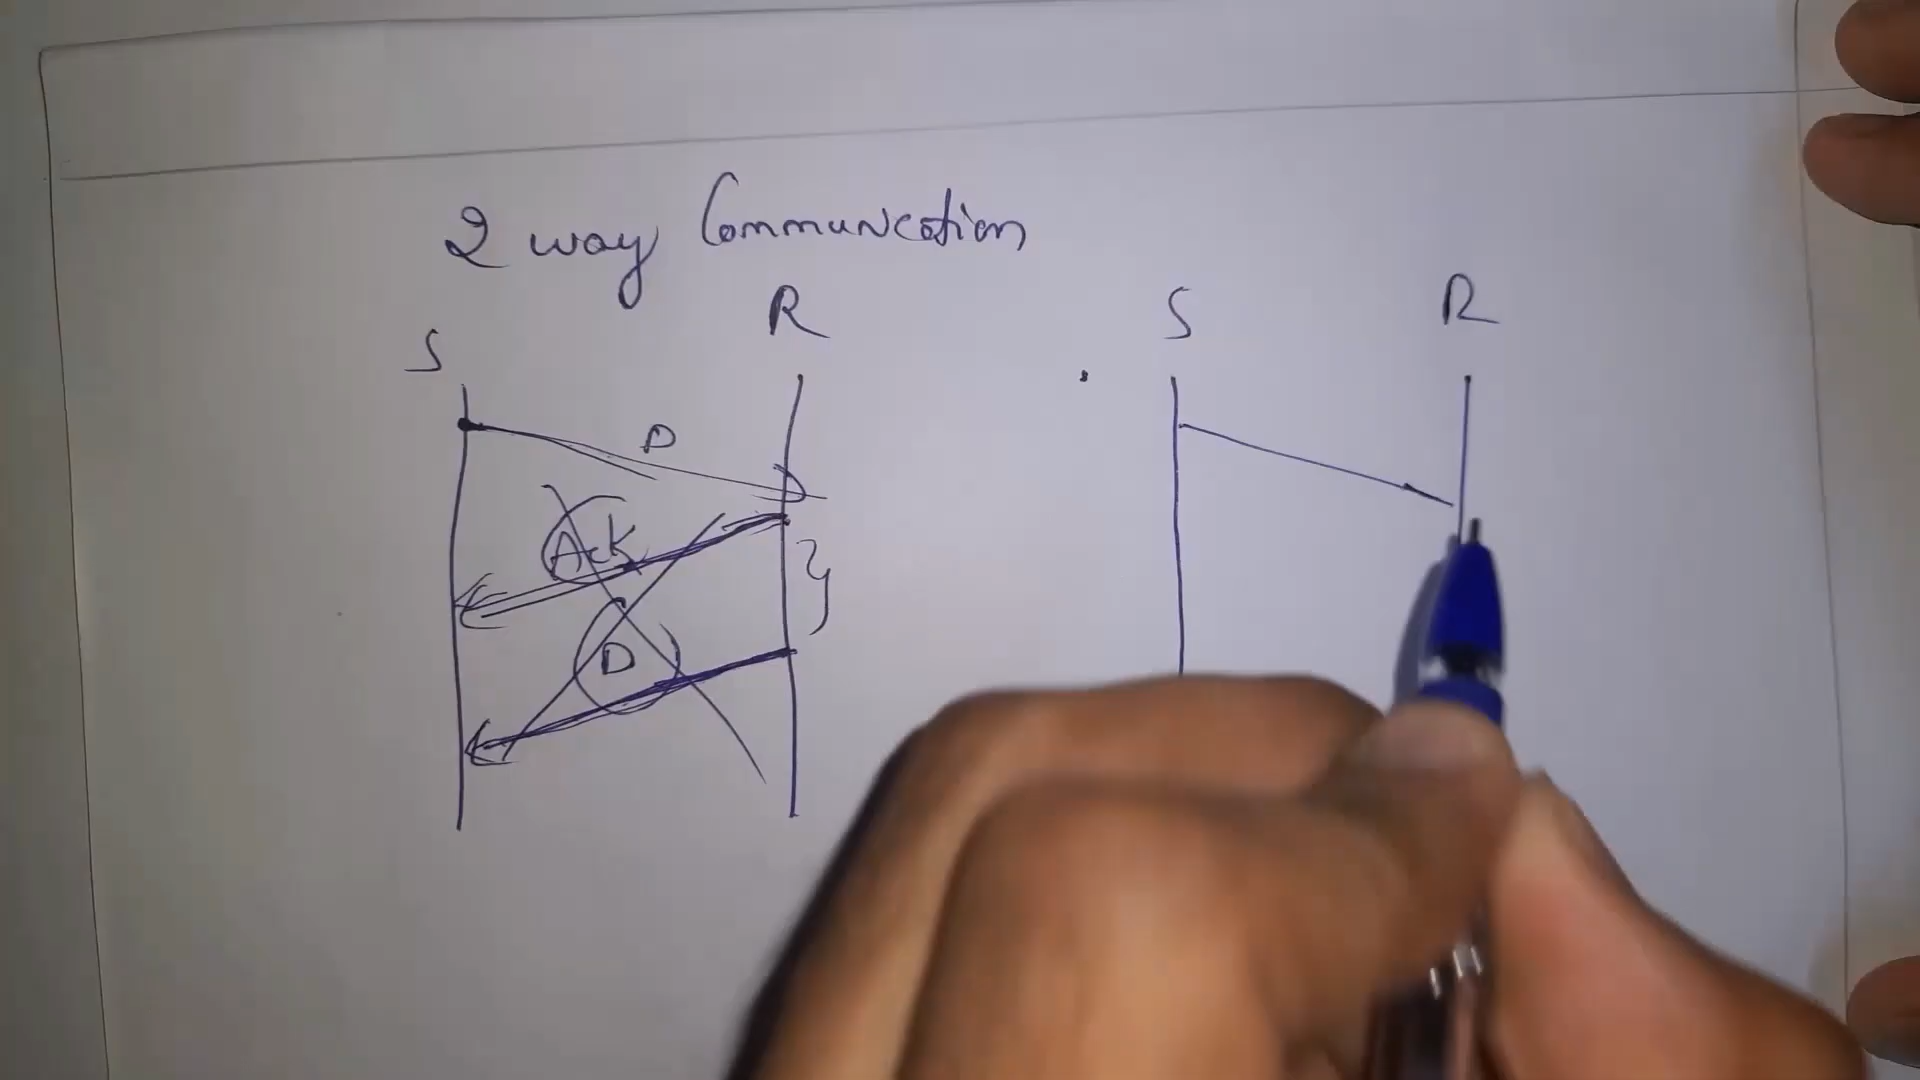 2 way Communcation
S R
D
Ack
D
S R